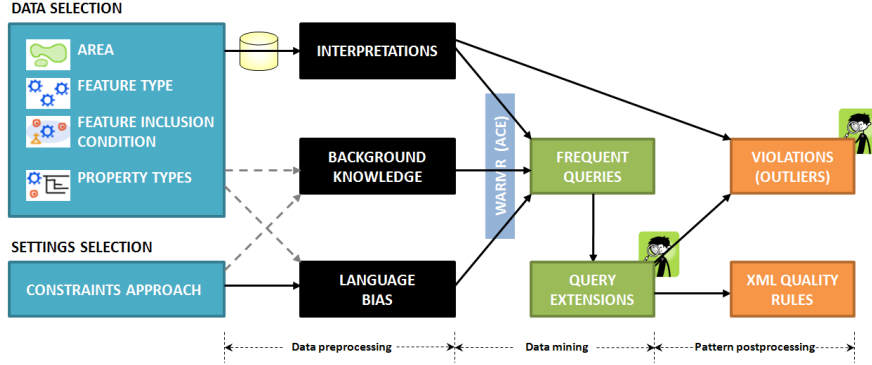 DATA SELECTION
AREA
FEATURE TYPE
FEATURE INCLUSION
CONDITION
PROPERTY TYPES
SETTINGS SELECTION
CONSTRAINTS APPROACH
INTERPRETATIONS
BACKGROUND
KNOWLEDGE
LANGUAGE
BIAS
WARMR (ACE)
FREQUENT
QUERIES
QUERY
EXTENSIONS
VIOLATIONS
(OUTLIERS)
XML QUALITY
RULES
Data preprocessing
Data mining
Pattern postprocessing